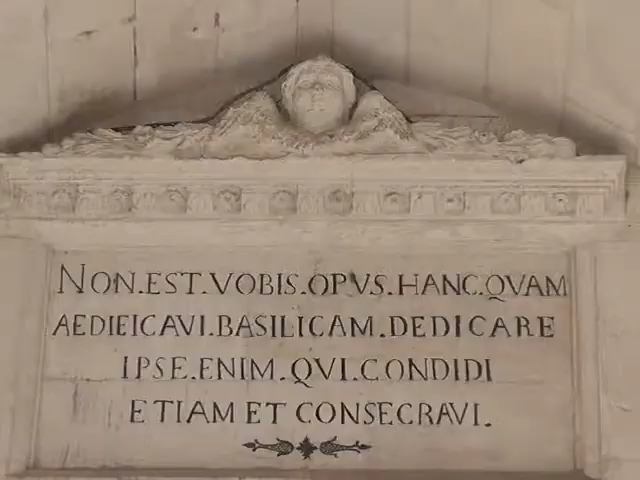 NON.EST.VOBIS.OPVS.HANC.QVAM
AEDIEICAVI.BASILICAM.DEDICARE
IPSE.ENIM.QVI.CONDIDI
ETIAM ET CONSECRAVI.